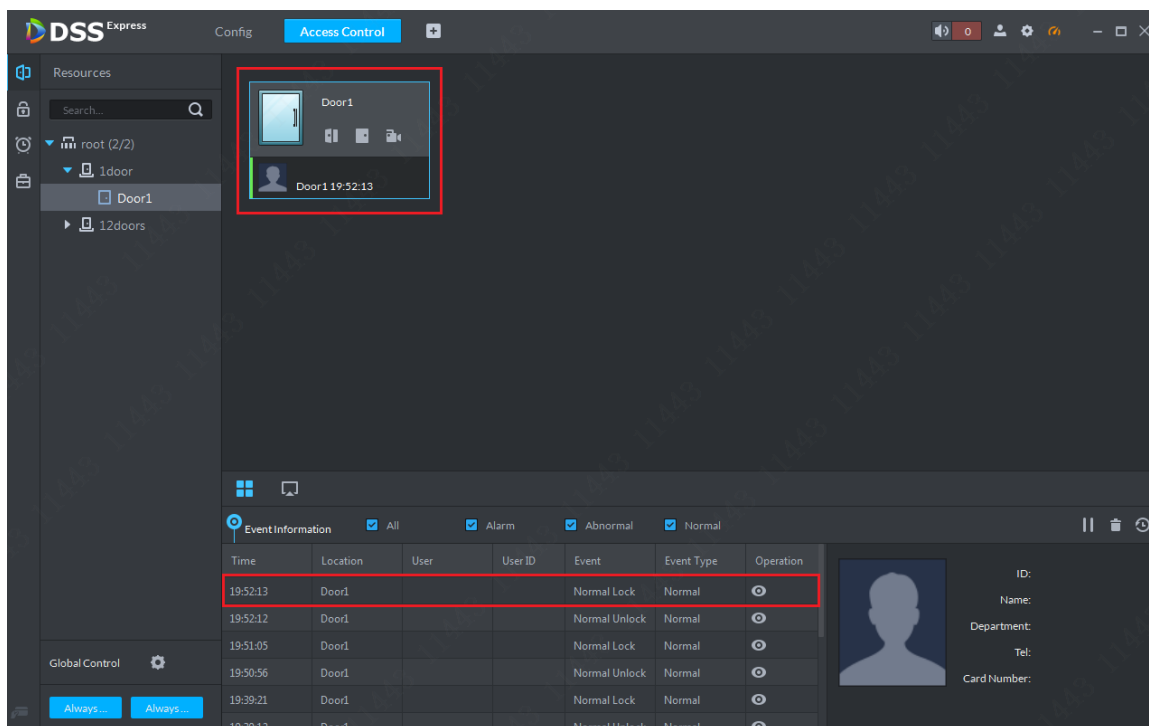 DSS Express Config Access Control 0
Resources
Search...
root (2/2)
1door
Door1
12doors
Global Control
Always... Always...
Door1
Door1 19:52:13
Event Information All Alarm Abnormal Normal
Time Location User User ID Event Event Type Operation
19:52:13 Door1 Normal Lock Normal
19:52:12 Door1 Normal Unlock Normal
19:51:05 Door1 Normal Lock Normal
19:50:56 Door1 Normal Unlock Normal
19:39:21 Door1 Normal Lock Normal
ID:
Name:
Department:
Tel:
Card Number: